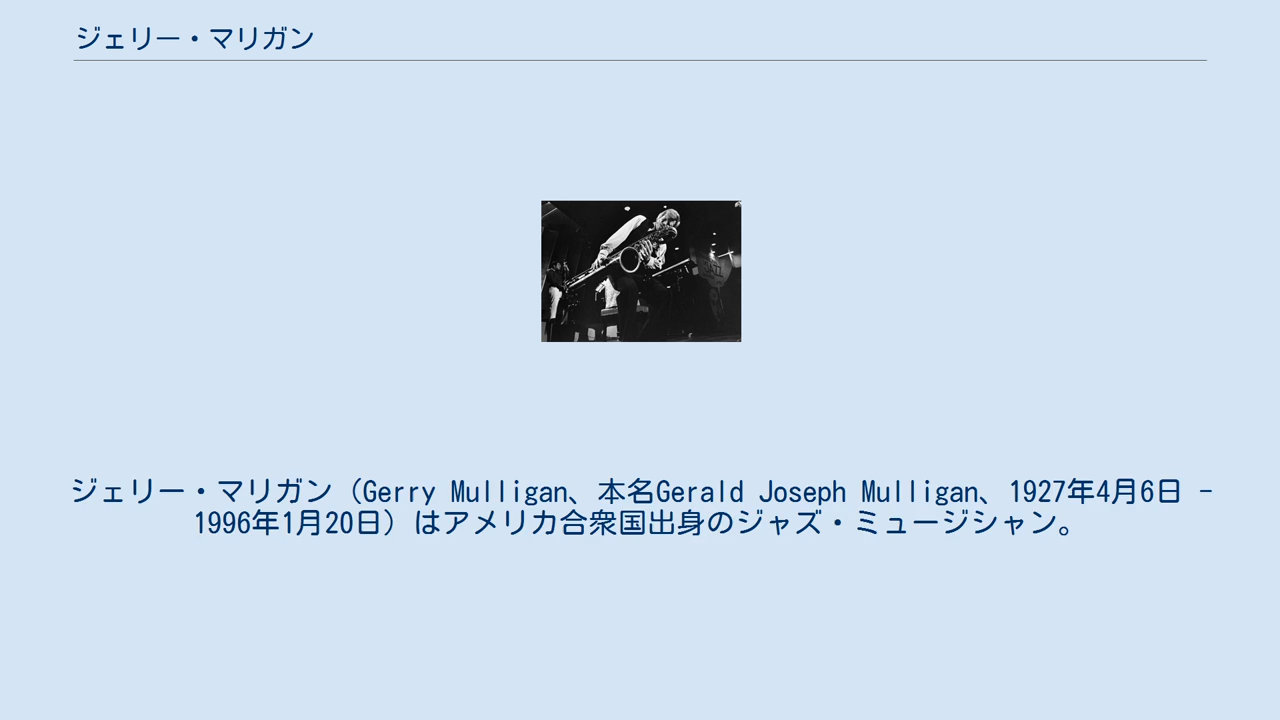 ジェリー・マリガン
ジェリー・マリガン（Gerry Mulligan、本名Gerald Joseph Mulligan、1927年4月6日 -
1996年1月20日）はアメリカ合衆国出身のジャズ・ミュージシャン。